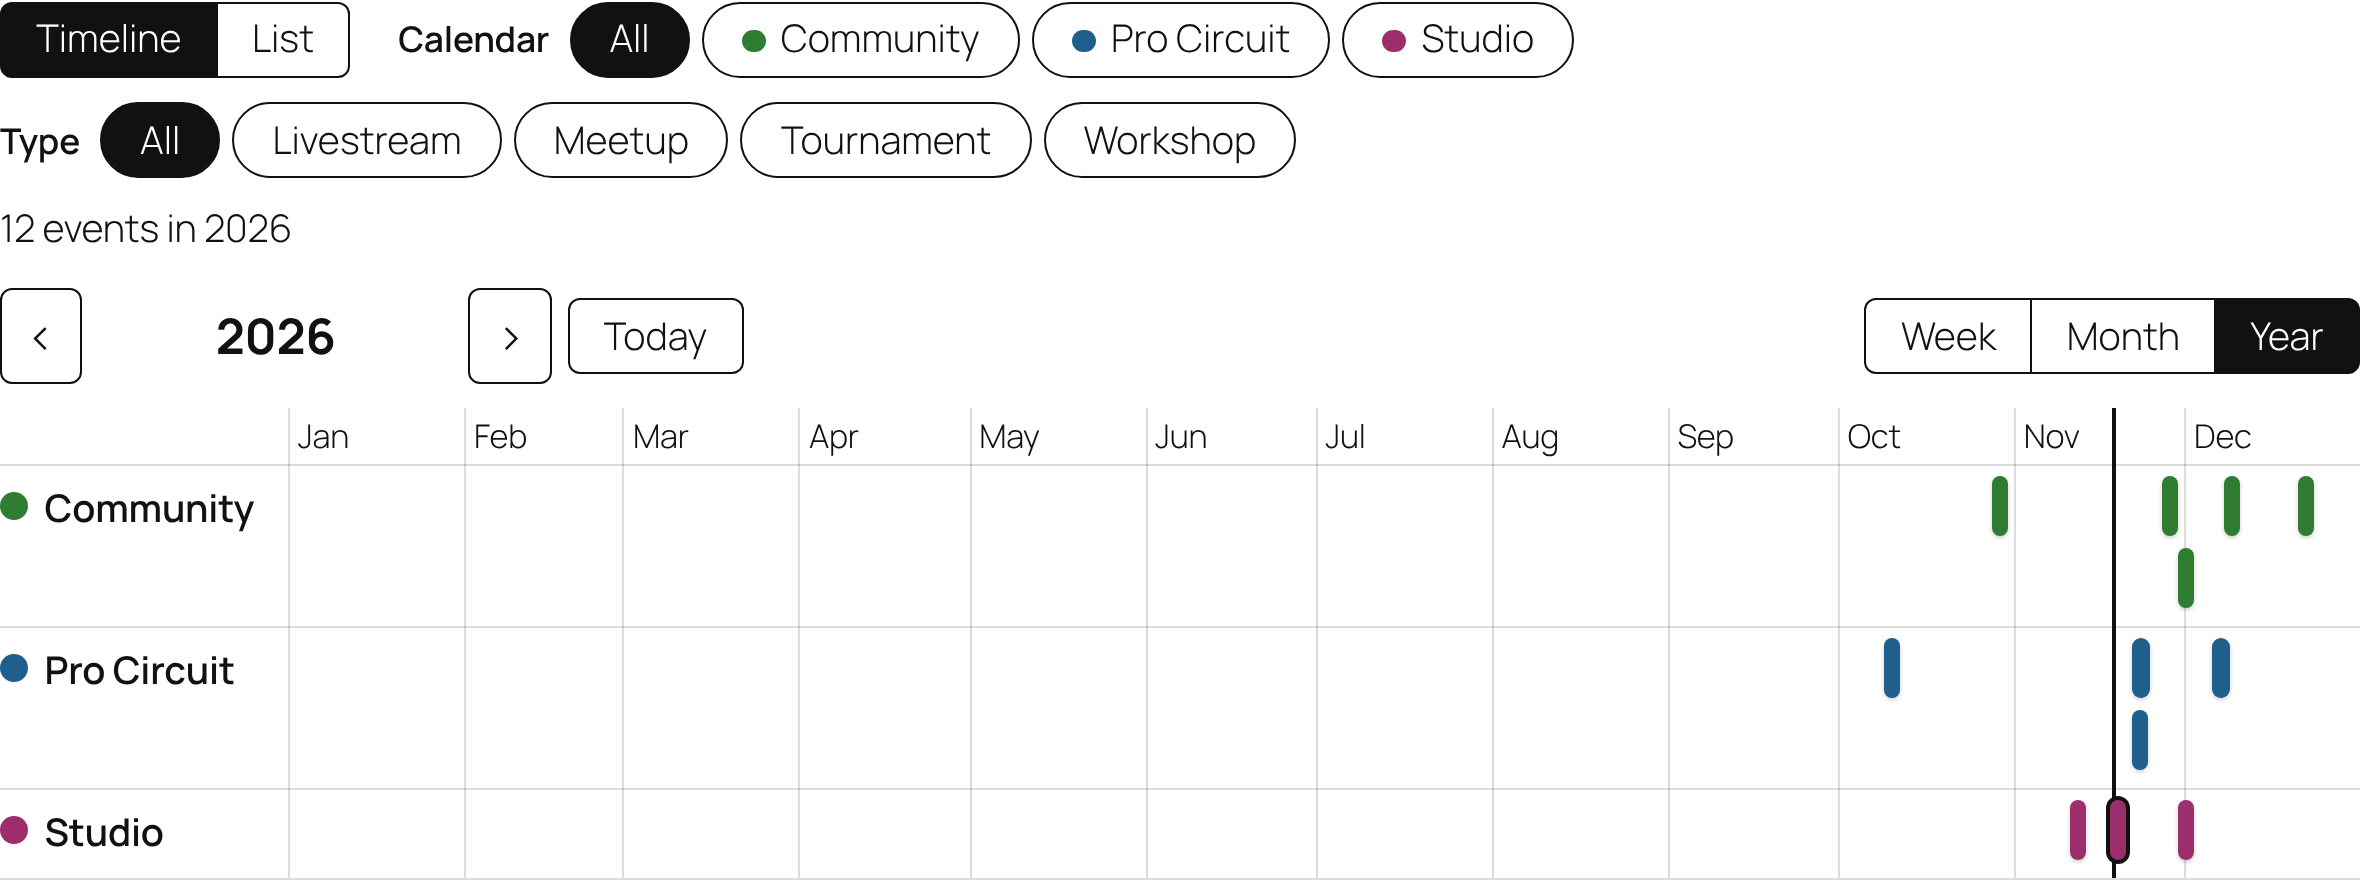 Timeline List Calendar All Community Pro Circuit Studio
Type All Livestream Meetup Tournament Workshop
12 events in 2026
2026 Today Week Month Year
Jan Feb Mar Apr May Jun Jul Aug Sep Oct Nov Dec
Community
Pro Circuit
Studio